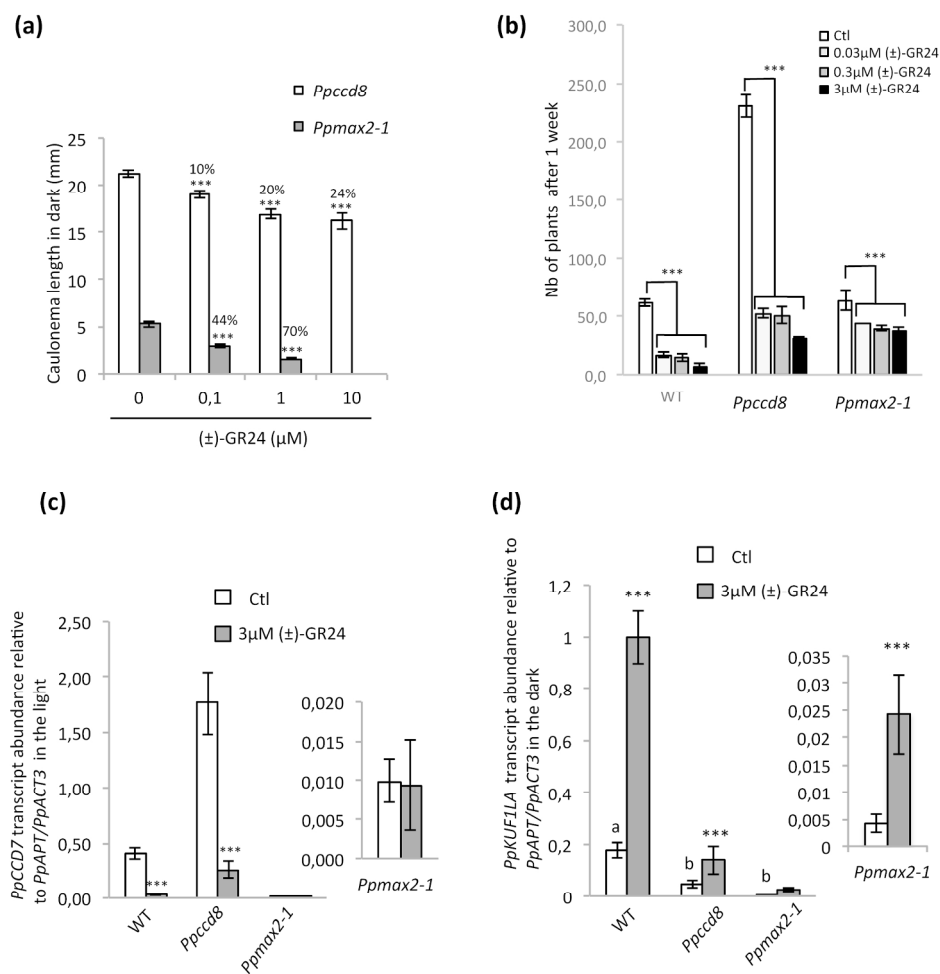 (a)
Ppccd8
Ppmax2-1
Caulonema length in dark (mm)
25
20
15
10
5
0
10%
***
20%
***
24%
***
44%
***
70%
***
0
0,1
1
10
(±)-GR24 (µM)
(b)
Ctl
0.03µM (±)-GR24
0.3µM (±)-GR24
3µM (±)-GR24
Nb of plants after 1 week
300,0
250,0
200,0
150,0
100,0
50,0
0,0
***
***
***
WT
Ppccd8
Ppmax2-1
(c)
Ctl
3µM (±)-GR24
PpCCD7 transcript abundance relative
to PpAPT/PpACT3 in the light
2,50
2,00
1,50
1,00
0,50
0,00
***
***
WT
Ppccd8
Ppmax2-1
0,020
0,015
0,010
0,005
0,000
Ppmax2-1
(d)
Ctl
3µM (±) GR24
PpKUF1LA transcript abundance relative to
PpAPT/PpACT3 in the dark
1,2
1
0,8
0,6
0,4
0,2
0
a
***
b
***
b
WT
Ppccd8
Ppmax2-1
0,035
0,03
0,025
0,02
0,015
0,01
0,005
0
***
Ppmax2-1